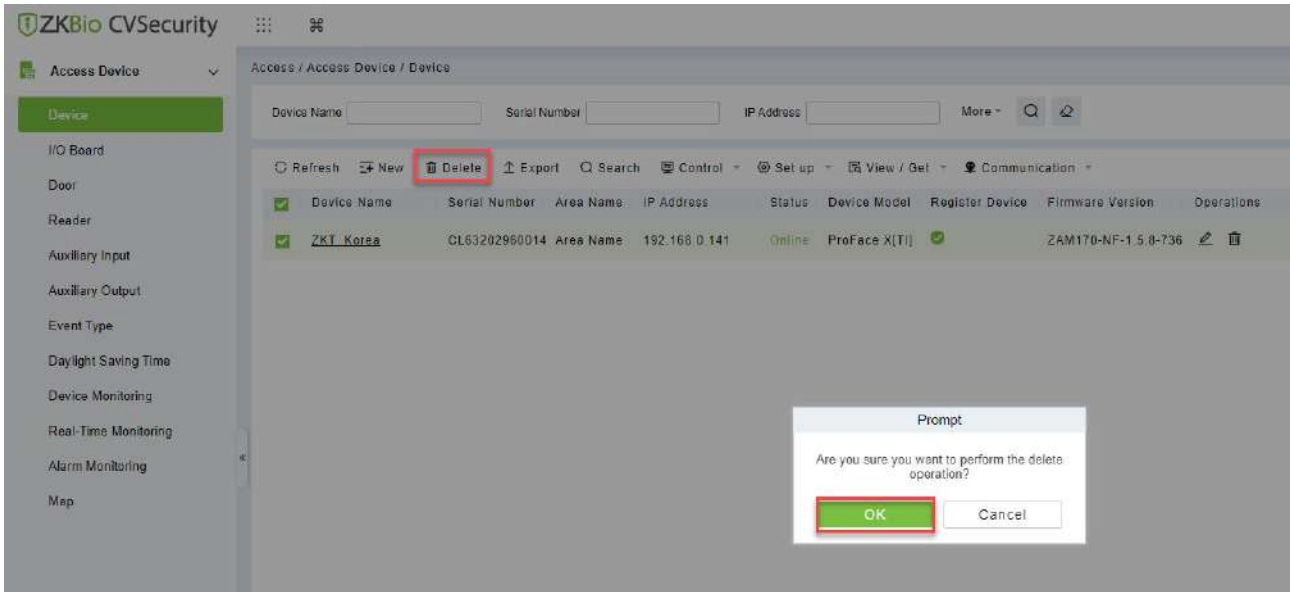 ZKBio CVSecurity
Access Device
Device
I/O Board
Door
Reader
Auxiliary Input
Auxiliary Output
Event Type
Daylight Saving Time
Device Monitoring
Real-Time Monitoring
Alarm Monitoring
Map
Access / Access Device / Device
Device Name Serial Number IP Address More
Refresh New Delete Export Search Control Set up View / Get Communication
Device Name Serial Number Area Name IP Address Status Device Model Register Device Firmware Version Operations
ZKT Korea CL63202960014 Area Name 192.168.0.141 Online ProFace X[TI] ZAM170-NF-1.5.8-736
Prompt
Are you sure you want to perform the delete
operation?
OK Cancel